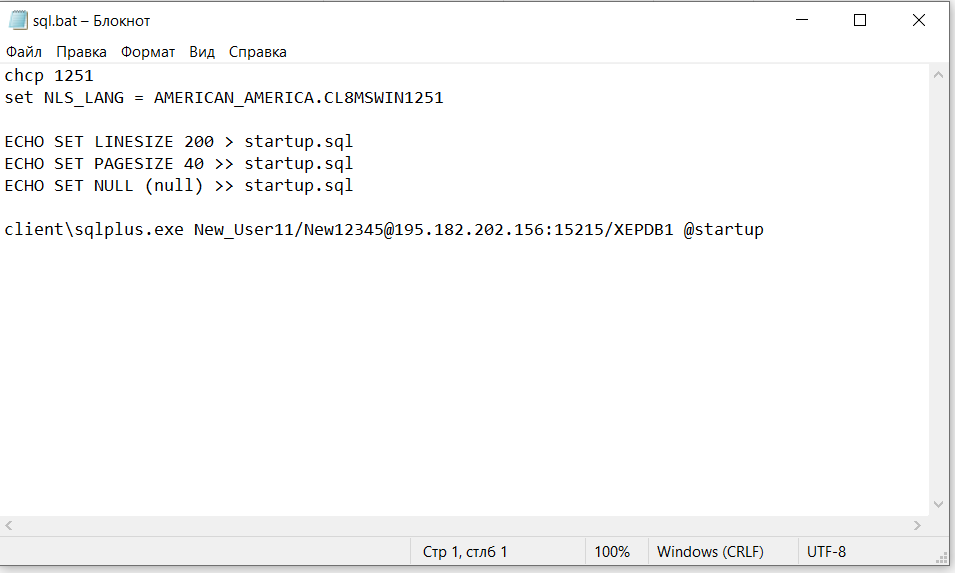 sql.bat – Блокнот
Файл Правка Формат Вид Справка
chcp 1251
set NLS_LANG = AMERICAN_AMERICA.CL8MSWIN1251
ECHO SET LINESIZE 200 > startup.sql
ECHO SET PAGESIZE 40 >> startup.sql
ECHO SET NULL (null) >> startup.sql
client\sqlplus.exe New_User11/New12345@195.182.202.156:15215/XEPDB1 @startup
Стр 1, стлб 1 100% Windows (CRLF) UTF-8